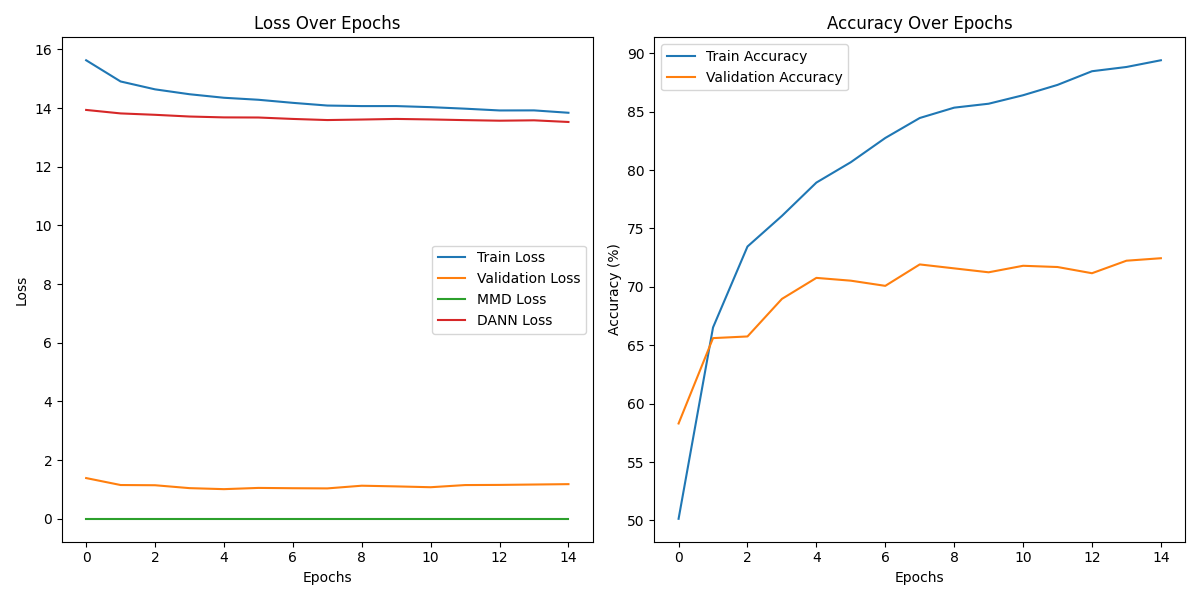 Loss Over Epochs
16
14
12
10
8
6
4
2
0
Loss
Train Loss
Validation Loss
MMD Loss
DANN Loss
0 2 4 6 8 10 12 14
Epochs
Accuracy Over Epochs
Train Accuracy
Validation Accuracy
90
85
80
75
70
65
60
55
50
Accuracy (%)
0 2 4 6 8 10 12 14
Epochs